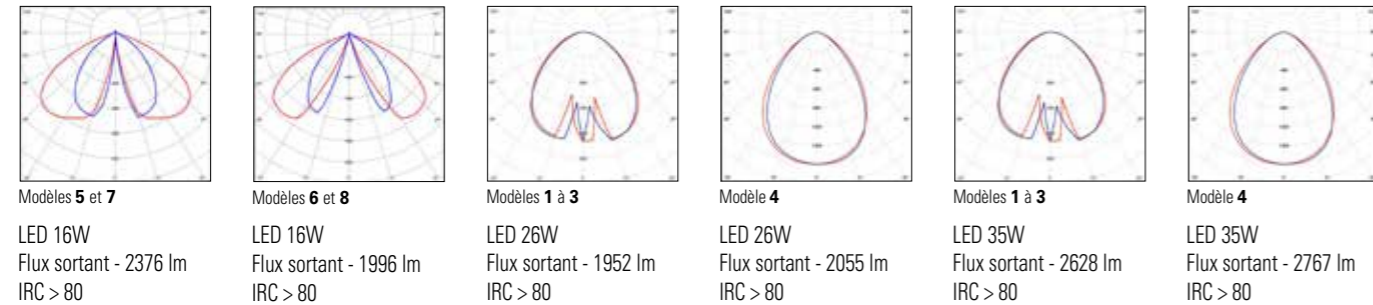 Modèles 5 et 7
LED 16W
Flux sortant - 2376 lm
IRC > 80
Modèles 6 et 8
LED 16W
Flux sortant - 1996 lm
IRC > 80
Modèles 1 à 3
LED 26W
Flux sortant - 1952 lm
IRC > 80
Modèle 4
LED 26W
Flux sortant - 2055 lm
IRC > 80
Modèles 1 à 3
LED 35W
Flux sortant - 2628 lm
IRC > 80
Modèle 4
LED 35W
Flux sortant - 2767 lm
IRC > 80